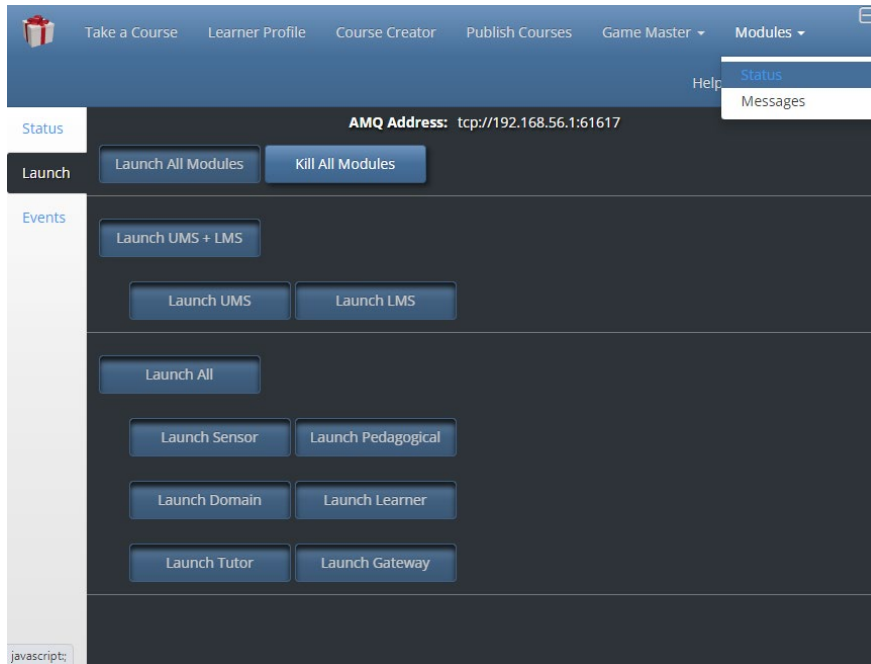 Take a Course Learner Profile Course Creator Publish Courses Game Master Modules
Help
Status
Messages
Status
Launch
Events
AMQ Address: tcp://192.168.56.1:61617
Launch All Modules Kill All Modules
Launch UMS + LMS
Launch UMS Launch LMS
Launch All
Launch Sensor Launch Pedagogical
Launch Domain Launch Learner
Launch Tutor Launch Gateway
javascript:;